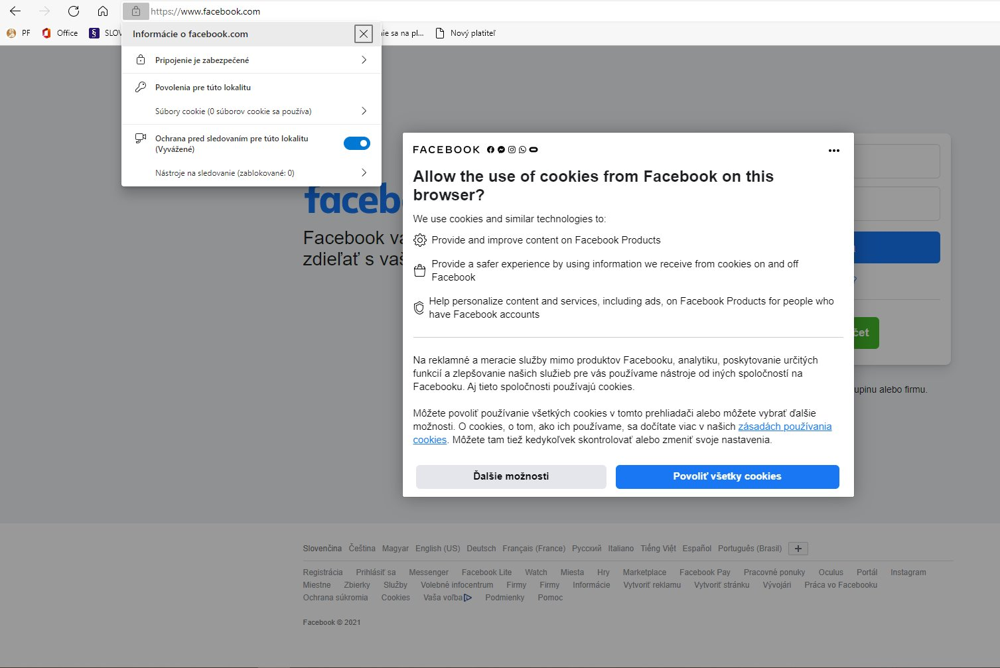 https://www.facebook.com
PF Office SLOV ie sa na pl... Nový platiteľ
Informácie o facebook.com
Pripojenie je zabezpečené
Povolenia pre túto lokalitu
Súbory cookie (0 súborov cookie sa používa)
Ochrana pred sledovaním pre túto lokalitu
(Vyvážené)
Nástroje na sledovanie (zablokované: 0)
faceb
Facebook va
zdieľať s vaš
FACEBOOK
Allow the use of cookies from Facebook on this
browser?
We use cookies and similar technologies to:
Provide and improve content on Facebook Products
Provide a safer experience by using information we receive from cookies on and off
Facebook
Help personalize content and services, including ads, on Facebook Products for people who
have Facebook accounts
Na reklamné a meracie služby mimo produktov Facebooku, analytiku, poskytovanie určitých
funkcií a zlepšovanie našich služieb pre vás používame nástroje od iných spoločností na
Facebooku. Aj tieto spoločnosti používajú cookies.
Môžete povoliť používanie všetkých cookies v tomto prehliadači alebo môžete vybrať ďalšie
možnosti. O cookies, o tom, ako ich používame, sa dočítate viac v našich zásadách používania
cookies. Môžete tam tiež kedykoľvek skontrolovať alebo zmeniť svoje nastavenia.
Ďalšie možnosti
Povoliť všetky cookies
?
čet
upinu alebo firmu.
Slovenčina Čeština Magyar English (US) Deutsch Français (France) Русский Italiano Tiếng Việt Español Português (Brasil)
Registrácia Prihlásiť sa Messenger Facebook Lite Watch Miesta Hry Marketplace Facebook Pay Pracovné ponuky Oculus Portál Instagram
Miestne Zbierky Služby Volebné infocentrum Firmy Firmy Informácie Vytvoriť reklamu Vytvoriť stránku Vývojári Práca vo Facebooku
Ochrana súkromia Cookies Vaša voľba Podmienky Pomoc
Facebook © 2021